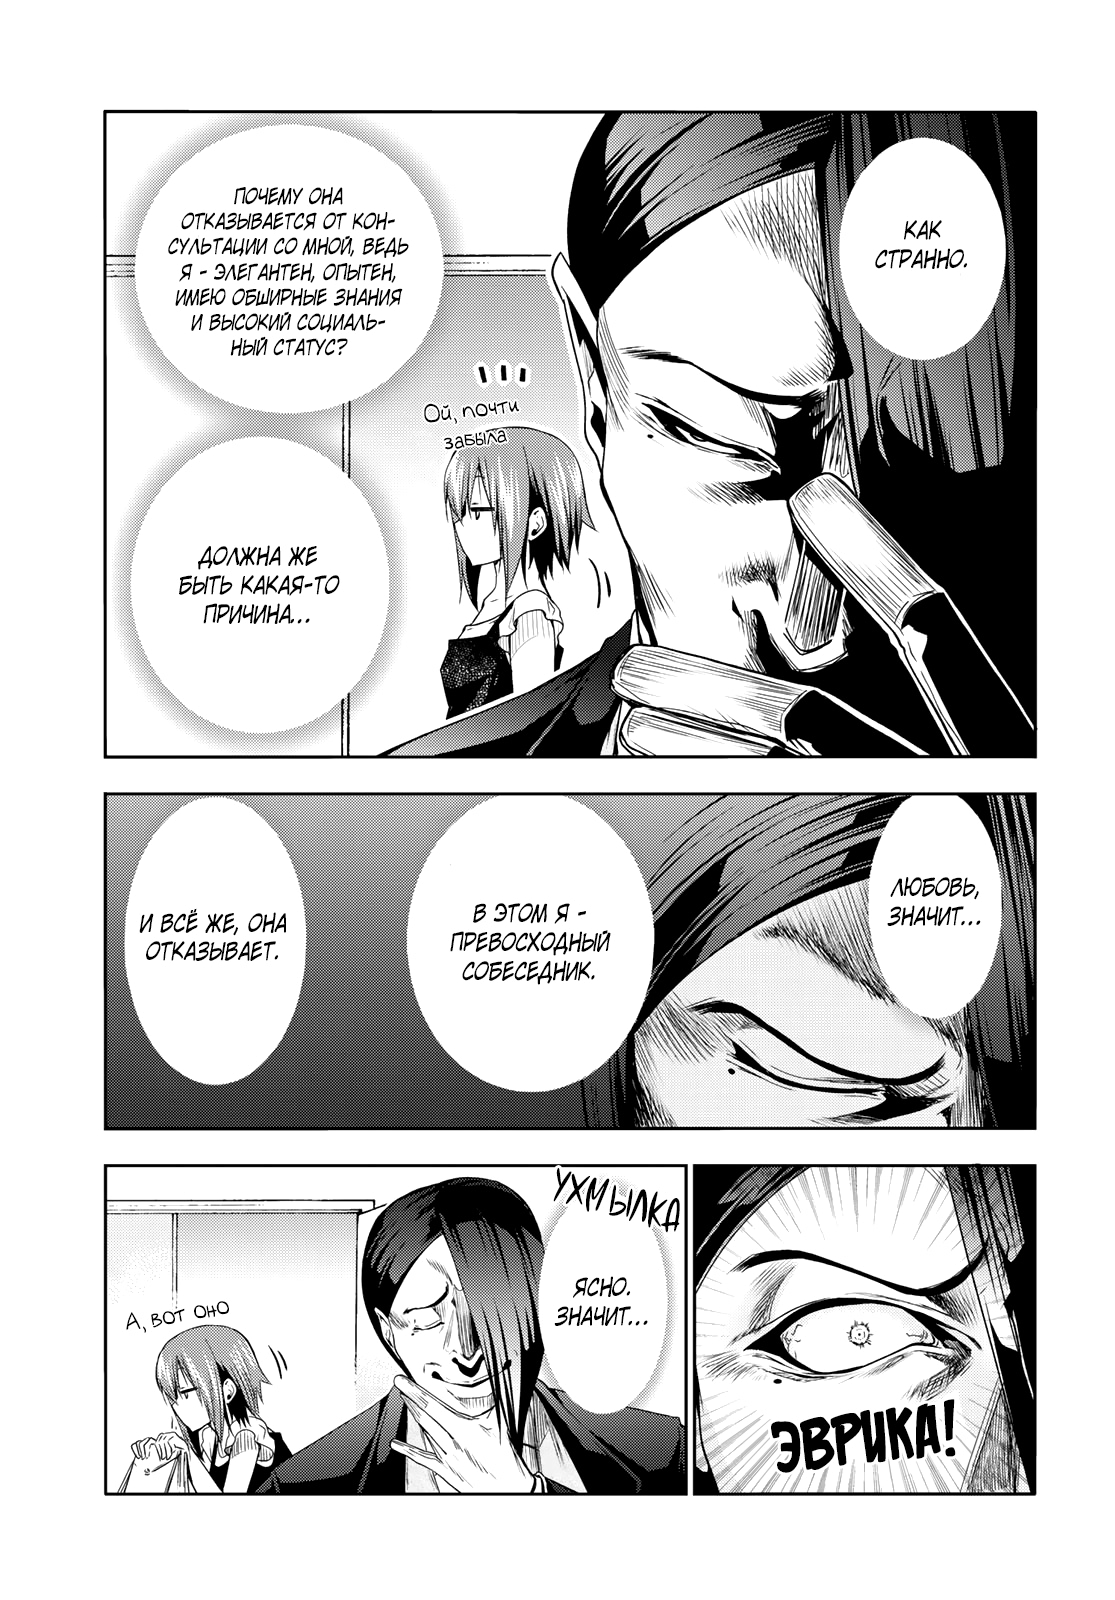 КАК
СТРАННО.
ПОЧЕМУ ОНА
ОТКАЗЫВАЕТСЯ ОТ КОН-
СУЛЬТАЦИИ СО МНОЙ, ВЕДЬ
Я - ЭЛЕГАНТЕН, ОПЫТЕН,
ИМЕЮ ОБШИРНЫЕ ЗНАНИЯ
И ВЫСОКИЙ СОЦИАЛЬ-
НЫЙ СТАТУС?
Ой, почти
забыла
ДОЛЖНА ЖЕ
БЫТЬ КАКАЯ-ТО
ПРИЧИНА...
ЛЮБОВЬ,
ЗНАЧИТ...
В ЭТОМ Я -
ПРЕВОСХОДНЫЙ
СОБЕСЕДНИК.
И ВСЁ ЖЕ, ОНА
ОТКАЗЫВАЕТ.
ЭВРИКА!
УХМЫЛКА
ЯСНО.
ЗНАЧИТ...
А, вот оно